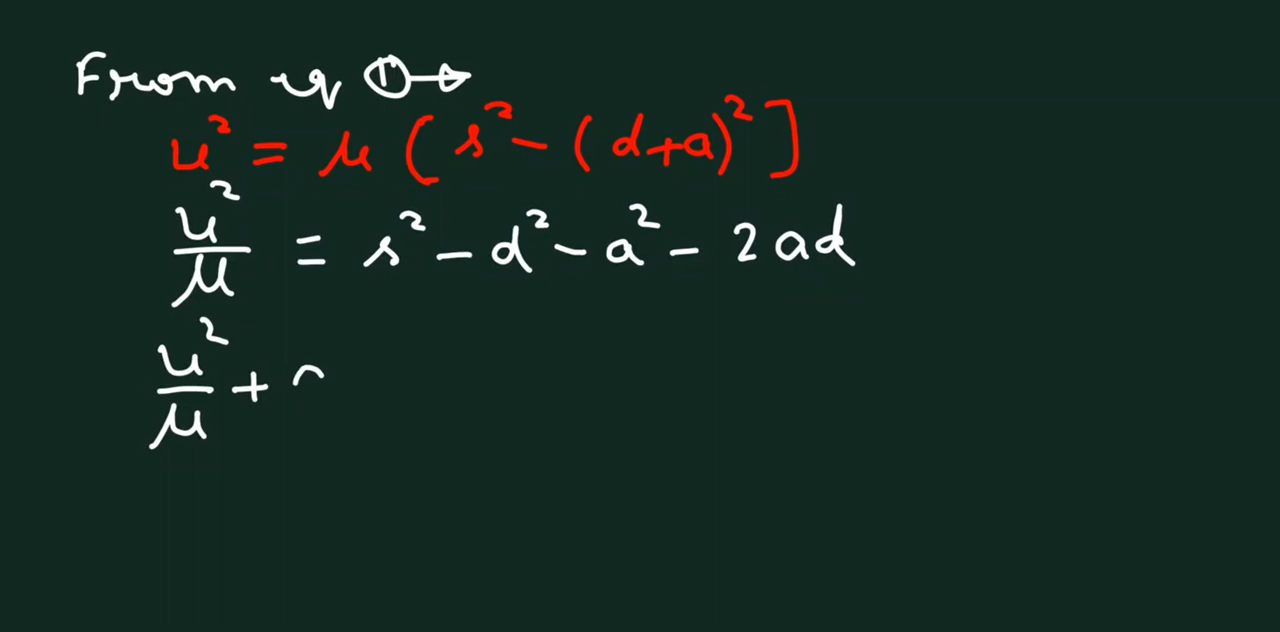 From eq ①→
u² = μ ( s² - (d+a)² ]
u²/μ = s² - d² - a² - 2ad
u²/μ +